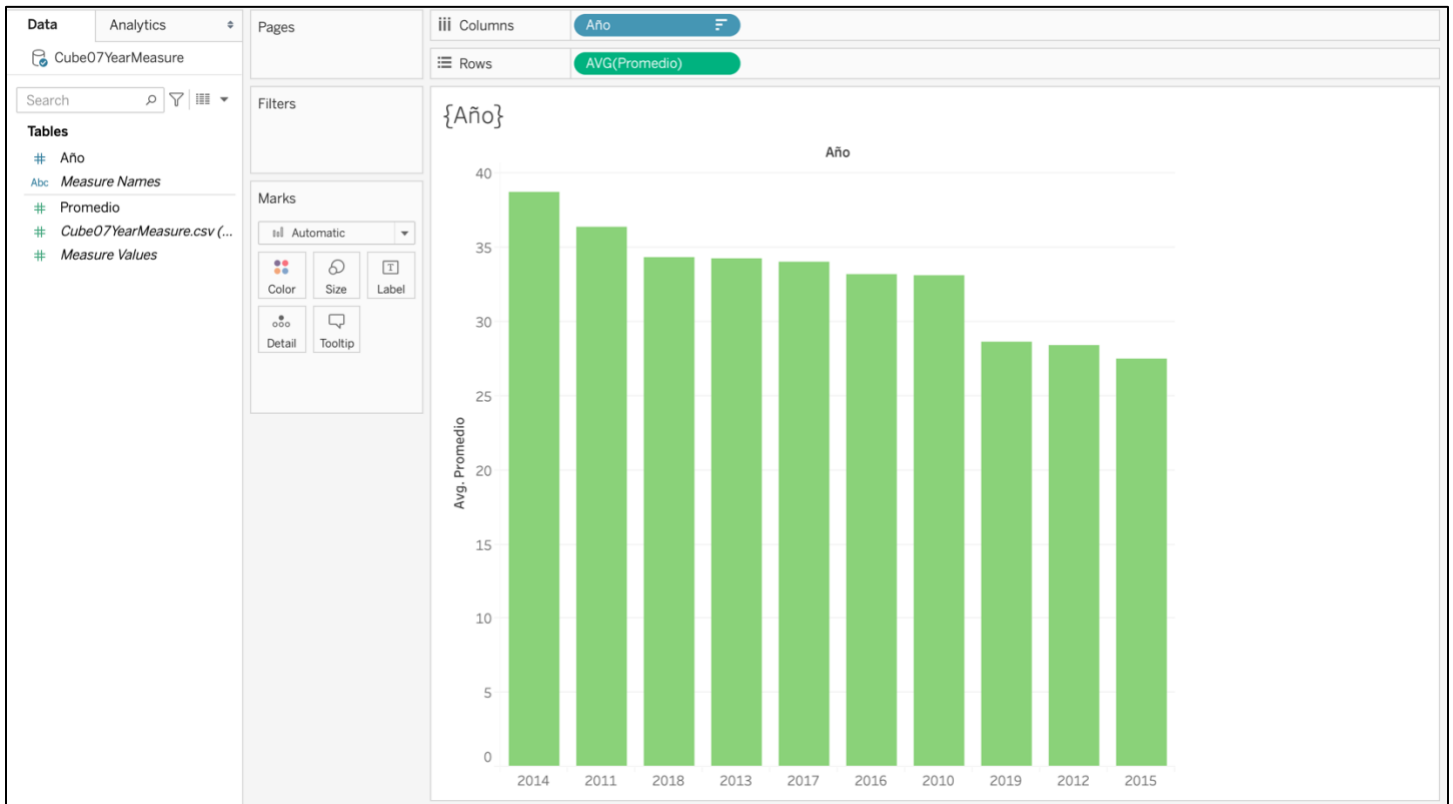 Data
Analytics
Cube07YearMeasure
Search
Tables
# Año
Abc Measure Names
# Promedio
# Cube07YearMeasure.csv (...
# Measure Values
Pages
Filters
Marks
Automatic
Color
Size
Label
Detail
Tooltip
Columns
Año
Rows
AVG(Promedio)
{Año}
Año
Avg. Promedio
40
35
30
25
20
15
10
5
0
2014 2011 2018 2013 2017 2016 2010 2019 2012 2015